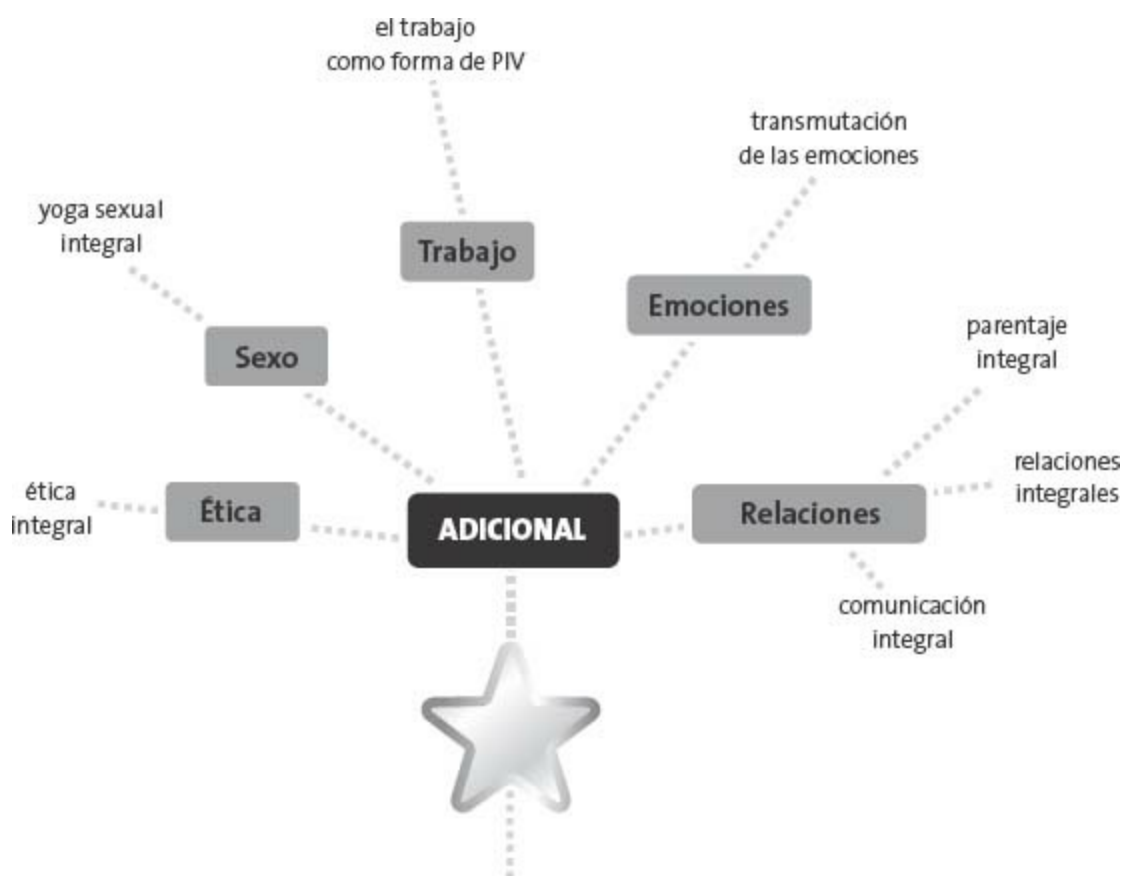 el trabajo
como forma de PIV
transmutación
de las emociones
yoga sexual
integral
Trabajo
Emociones
parentaje
integral
Sexo
relaciones
integrales
ética
integral
Ética
ADICIONAL
Relaciones
comunicación
integral